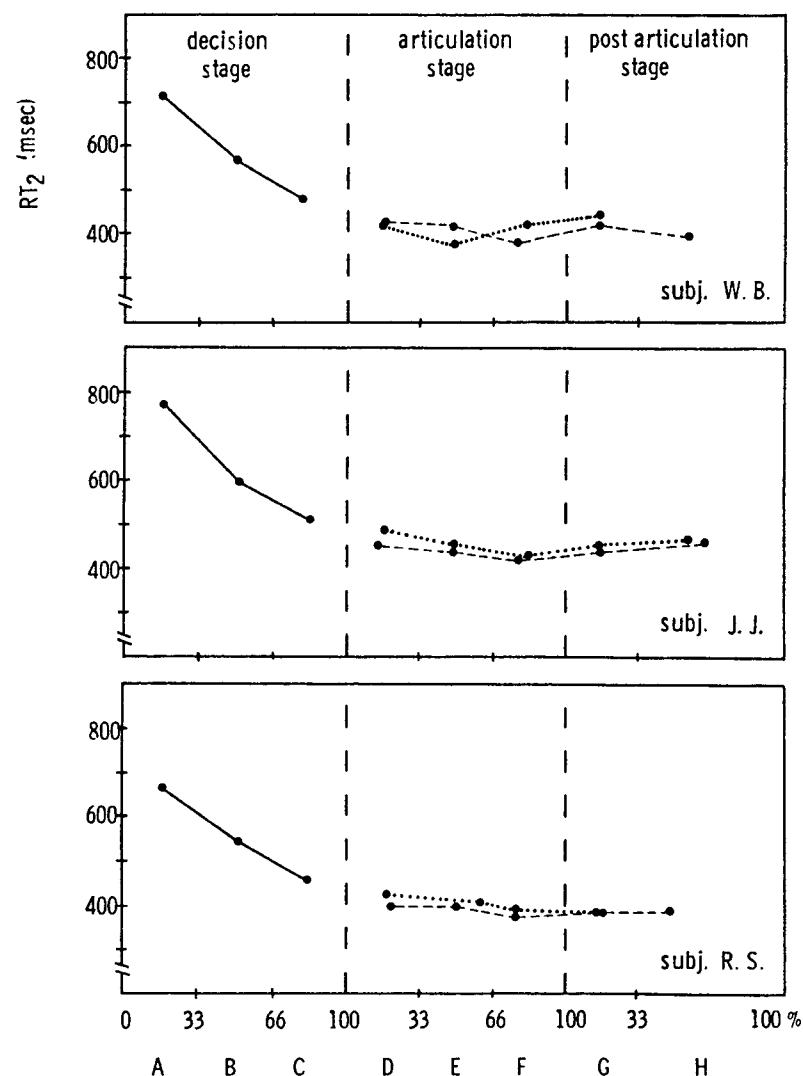 decision stage
articulation stage
post articulation stage
RT2 (msec)
800
600
400
subj. W. B.
800
600
400
subj. J. J.
800
600
400
subj. R. S.
0 33 66 100 33 66 100 33 100 %
A B C D E F G H